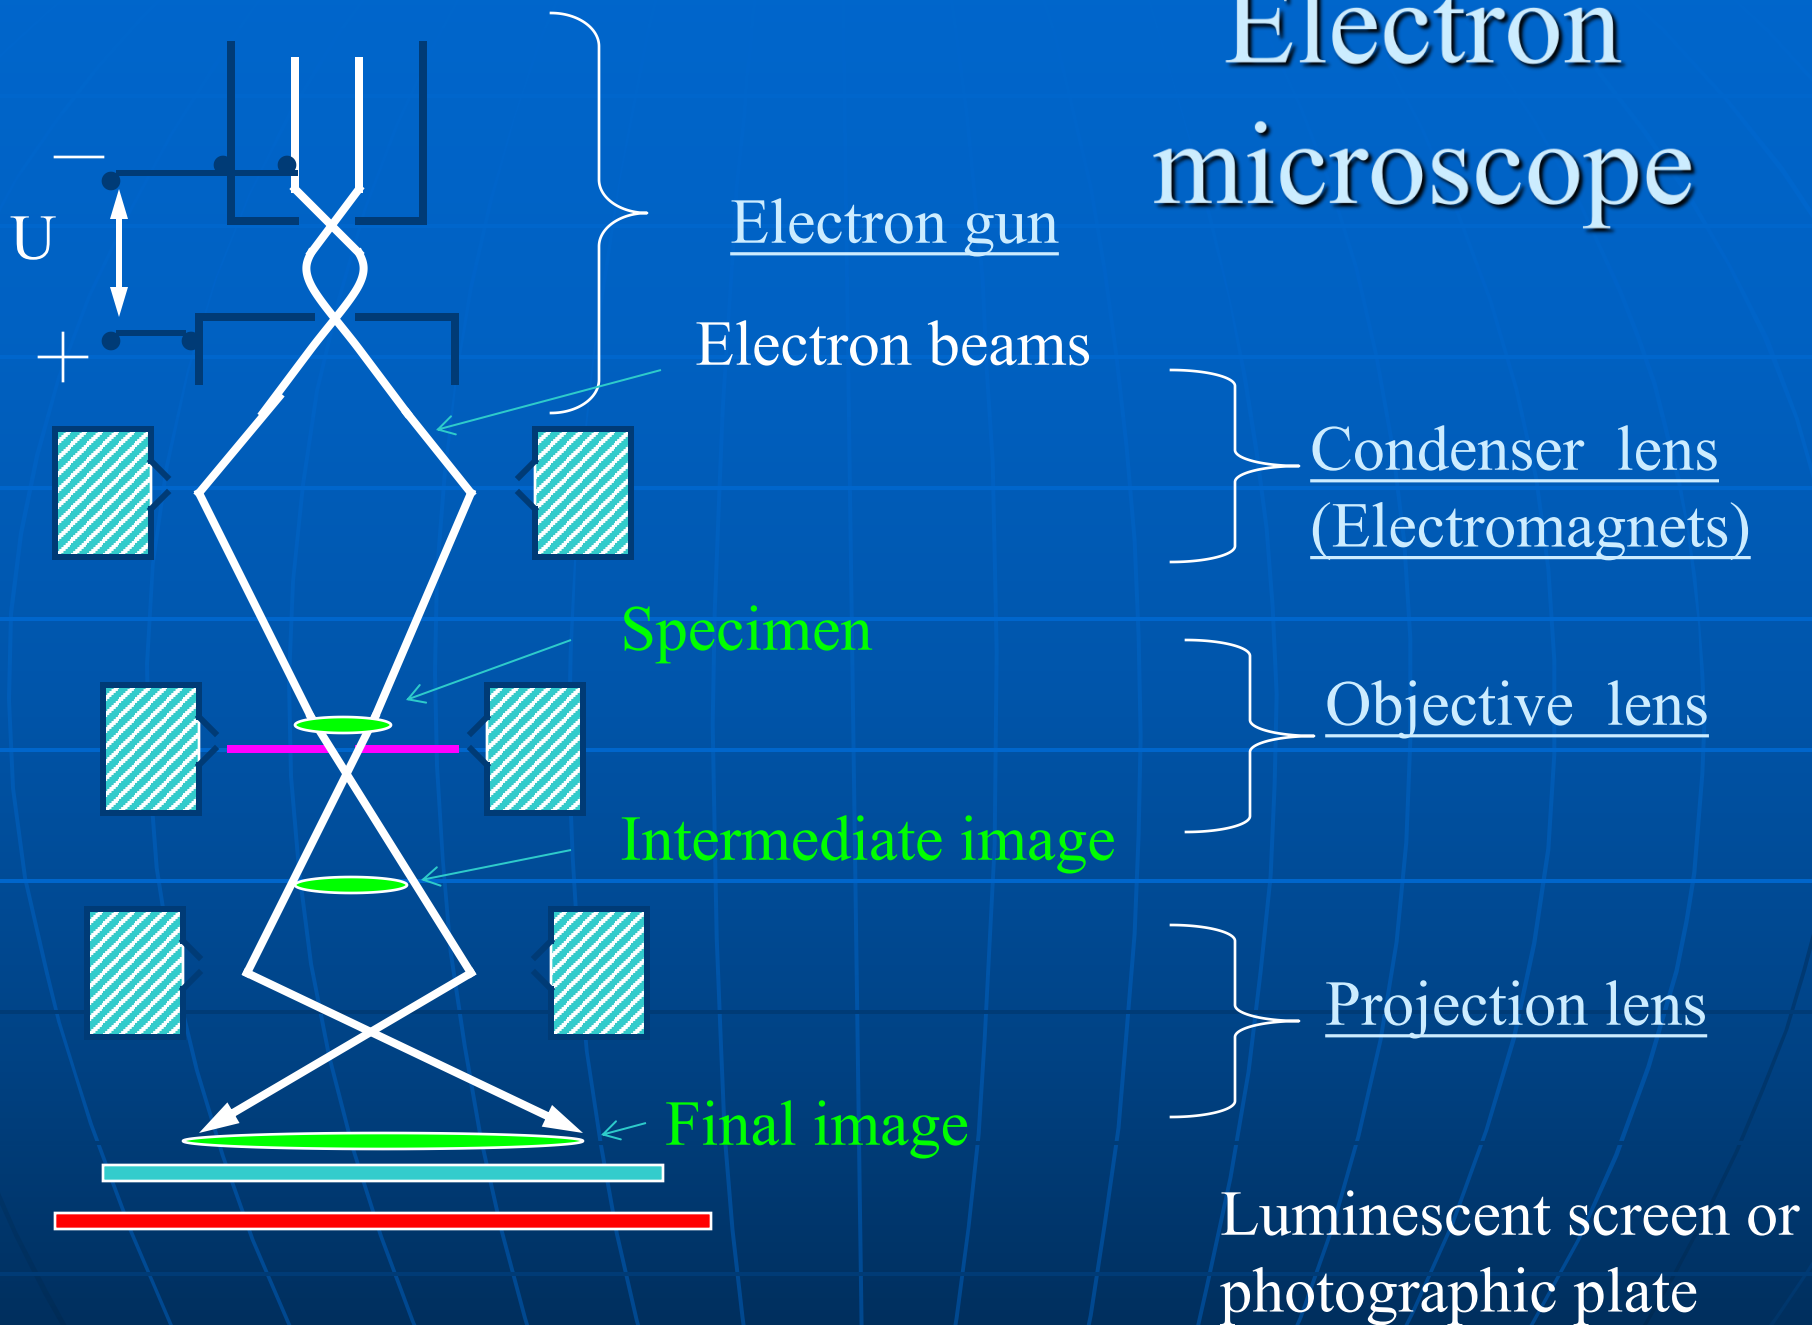 Electron
microscope
—
U
+
Electron gun
Electron beams
Condenser lens
(Electromagnets)
Specimen
Objective lens
Intermediate image
Projection lens
Final image
Luminescent screen or
photographic plate